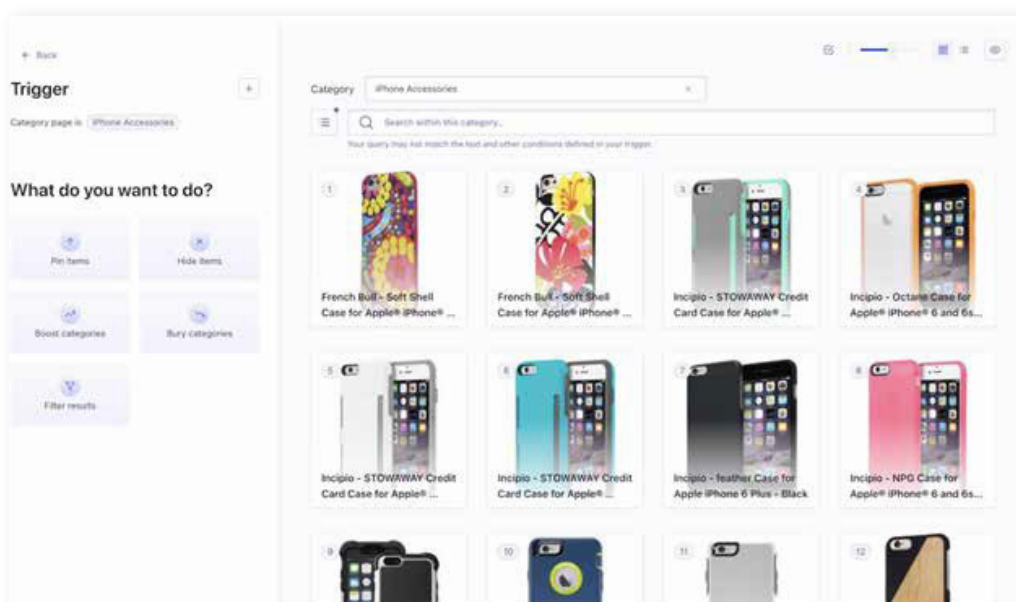 Back
Trigger
+
Category page is iPhone Accessories
What do you want to do?
Pin items
Hide items
Boost categories
Bury categories
Filter results
Category
iPhone Accessories
Search within this category...
Your query may not match the text and other conditions defined in your trigger.
1
French Bull - Soft Shell
Case for Apple® iPhone® ...
2
French Bull - Soft Shell
Case for Apple® iPhone® ...
3
Incipio - STOWAWAY Credit
Card Case for Apple® ...
4
Incipio - Octane Case for
Apple® iPhone® 6 and 6s...
5
Incipio - STOWAWAY Credit
Card Case for Apple® ...
6
Incipio - STOWAWAY Credit
Card Case for Apple® ...
7
Incipio - feather Case for
Apple iPhone 6 Plus - Black
8
Incipio - NPG Case for
Apple® iPhone® 6 and 6s...
9
10
11
12